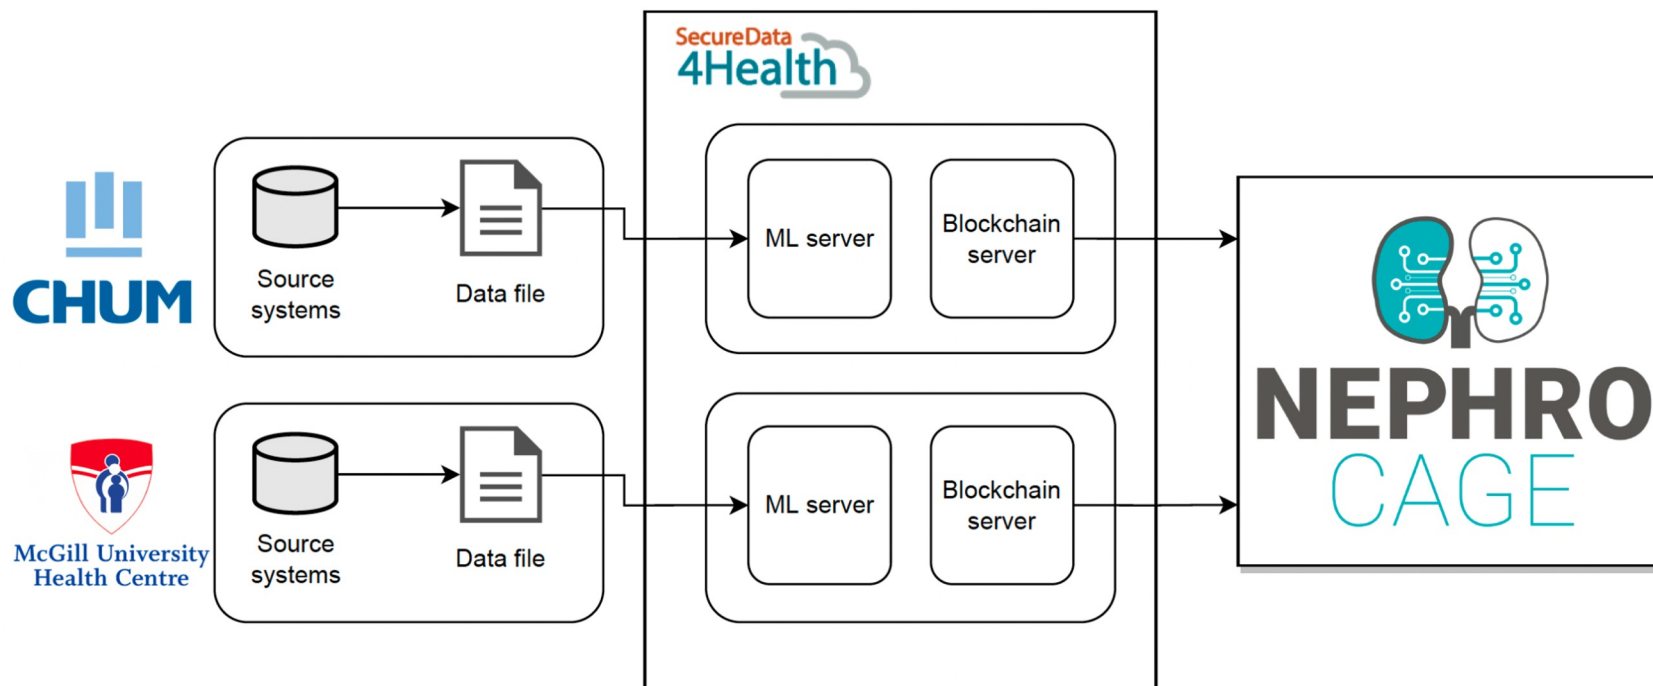 SecureData
4Health
CHUM
Source
systems
Data file
ML server
Blockchain
server
McGill University
Health Centre
Source
systems
Data file
ML server
Blockchain
server
NEPHRO
CAGE